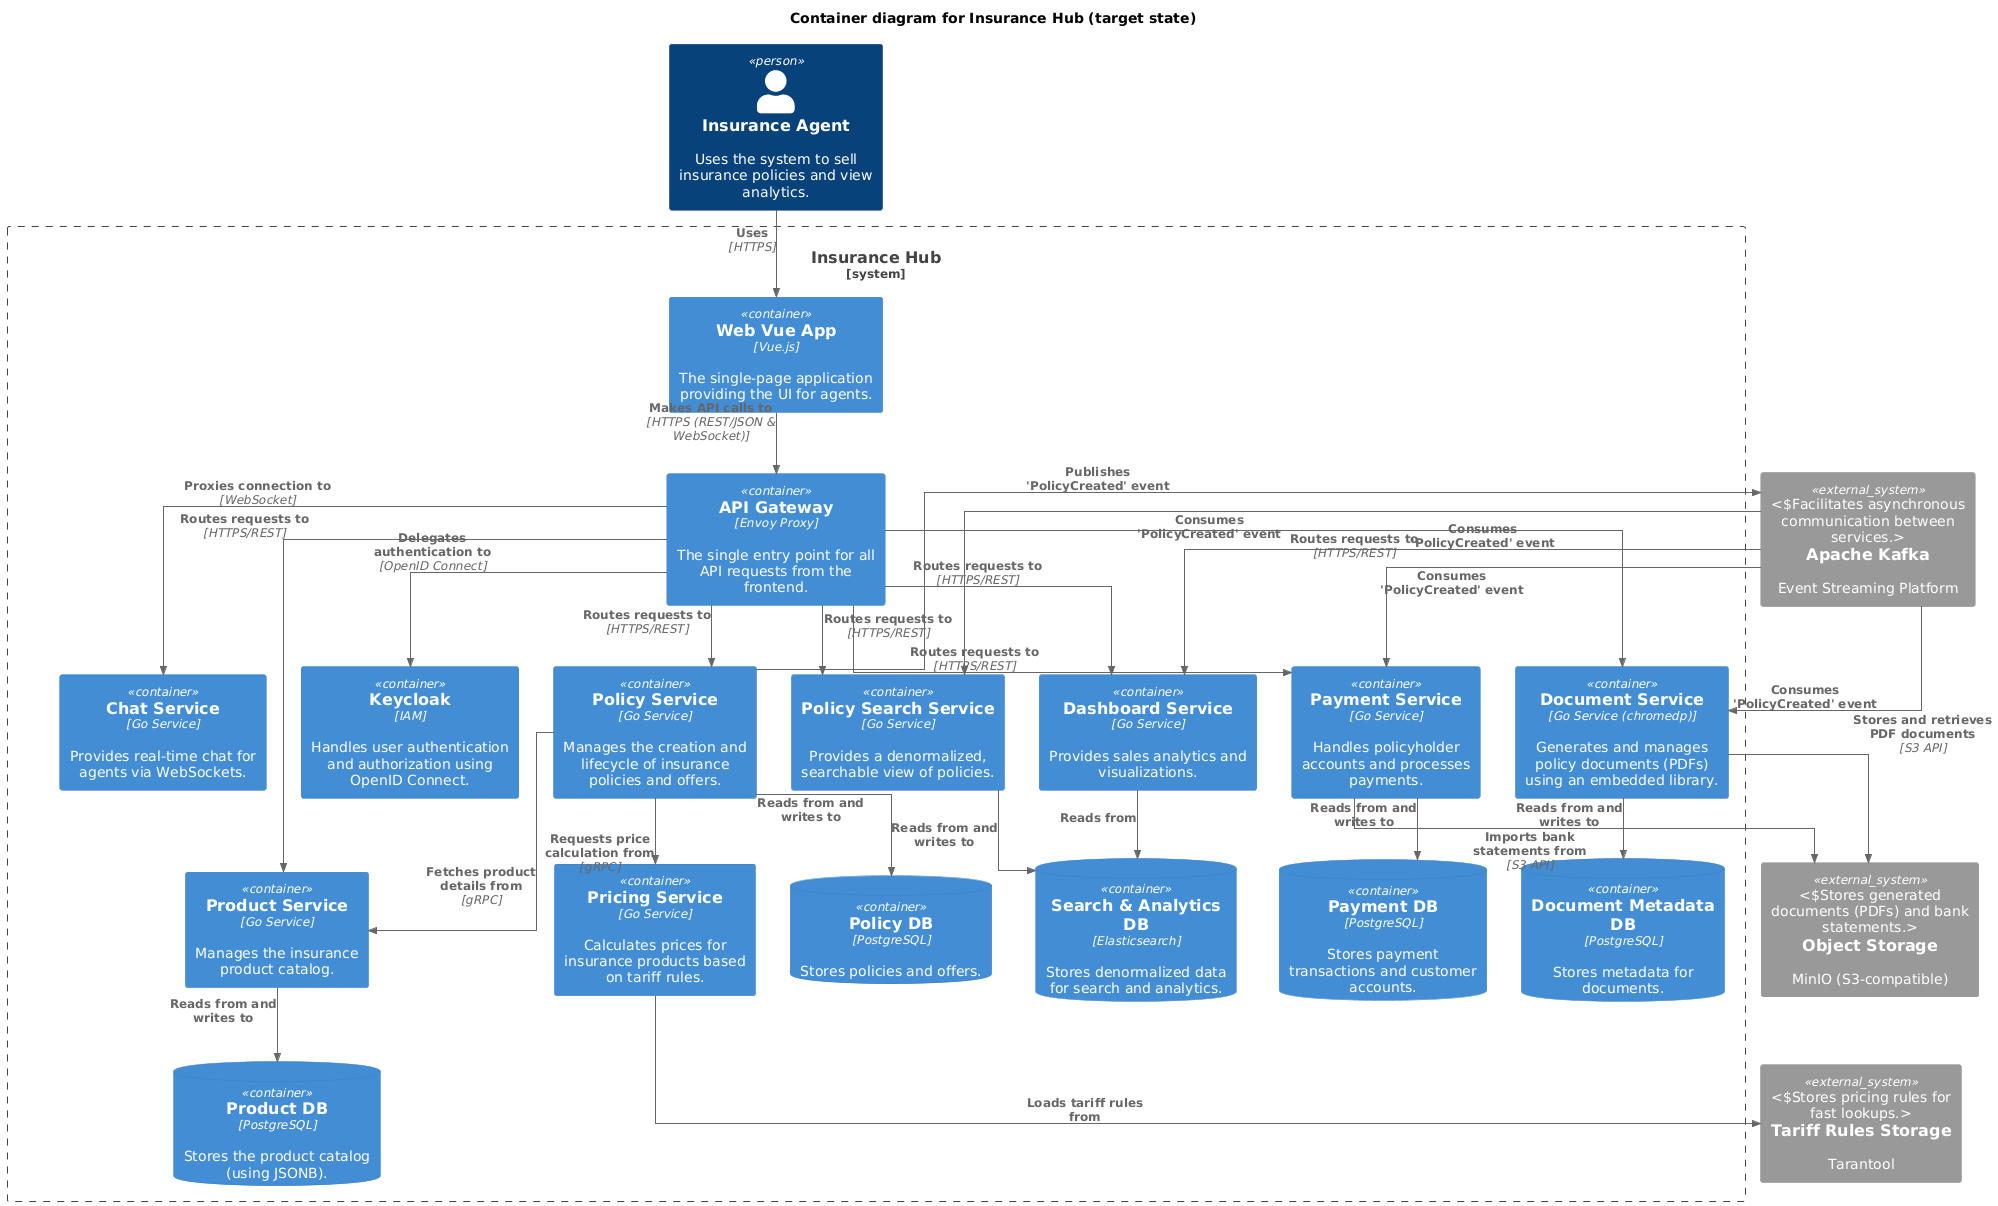 Container diagram for Insurance Hub (target state)
«person»
Insurance Agent
Uses the system to sell
insurance policies and view
analytics.
Uses
[HTTPS]
Insurance Hub
[system]
«container»
Web Vue App
[Vue.js]
The single-page application
providing the UI for agents.
Makes API calls to
[HTTPS (REST/JSON &
WebSocket)]
«container»
API Gateway
[Envoy Proxy]
The single entry point for all
API requests from the
frontend.
Proxies connection to
[WebSocket]
Routes requests to
[HTTPS/REST]
Delegates
authentication to
[OpenID Connect]
Routes requests to
[HTTPS/REST]
Routes requests to
[HTTPS/REST]
Routes requests to
[HTTPS/REST]
Routes requests to
[HTTPS/REST]
Routes requests to
[HTTPS/REST]
Publishes
'PolicyCreated' event
Consumes
'PolicyCreated' event
Consumes
'PolicyCreated' event
Consumes
'PolicyCreated' event
Consumes
'PolicyCreated' event
«external_system»
<$Facilitates asynchronous
communication between
services.>
Apache Kafka
Event Streaming Platform
«container»
Chat Service
[Go Service]
Provides real-time chat for
agents via WebSockets.
«container»
Keycloak
[IAM]
Handles user authentication
and authorization using
OpenID Connect.
«container»
Policy Service
[Go Service]
Manages the creation and
lifecycle of insurance
policies and offers.
«container»
Policy Search Service
[Go Service]
Provides a denormalized,
searchable view of policies.
«container»
Dashboard Service
[Go Service]
Provides sales analytics and
visualizations.
«container»
Payment Service
[Go Service]
Handles policyholder
accounts and processes
payments.
«container»
Document Service
[Go Service (chromedp)]
Generates and manages
policy documents (PDFs)
using an embedded library.
Stores and retrieves
PDF documents
[S3 API]
Fetches product
details from
[gRPC]
Requests price
calculation from
[gRPC]
Reads from and
writes to
Reads from and
writes to
Reads from
Reads from and
writes to
Imports bank
statements from
[S3 API]
Reads from and
writes to
«container»
Product Service
[Go Service]
Manages the insurance
product catalog.
«container»
Pricing Service
[Go Service]
Calculates prices for
insurance products based
on tariff rules.
«container»
Policy DB
[PostgreSQL]
Stores policies and offers.
«container»
Search & Analytics
DB
[Elasticsearch]
Stores denormalized data
for search and analytics.
«container»
Payment DB
[PostgreSQL]
Stores payment
transactions and customer
accounts.
«container»
Document Metadata
DB
[PostgreSQL]
Stores metadata for
documents.
«external_system»
<$Stores generated
documents (PDFs) and bank
statements.>
Object Storage
MinIO (S3-compatible)
Reads from and
writes to
«container»
Product DB
[PostgreSQL]
Stores the product catalog
(using JSONB).
Loads tariff rules
from
«external_system»
<$Stores pricing rules for
fast lookups.>
Tariff Rules Storage
Tarantool